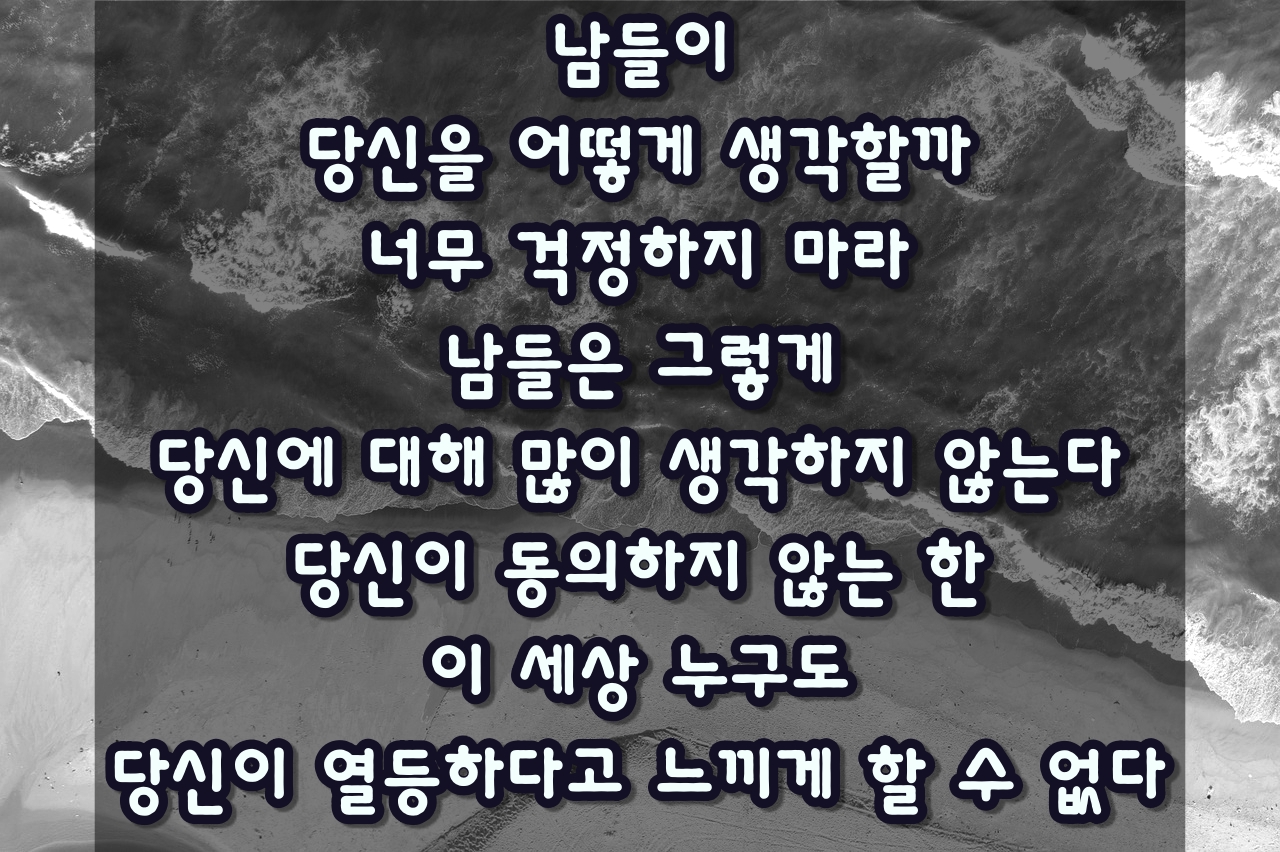 남들이
당신을 어떻게 생각할까
너무 걱정하지 마라
남들은 그렇게
당신에 대해 많이 생각하지 않는다
당신이 동의하지 않는 한
이 세상 누구도
당신이 열등하다고 느끼게 할 수 없다